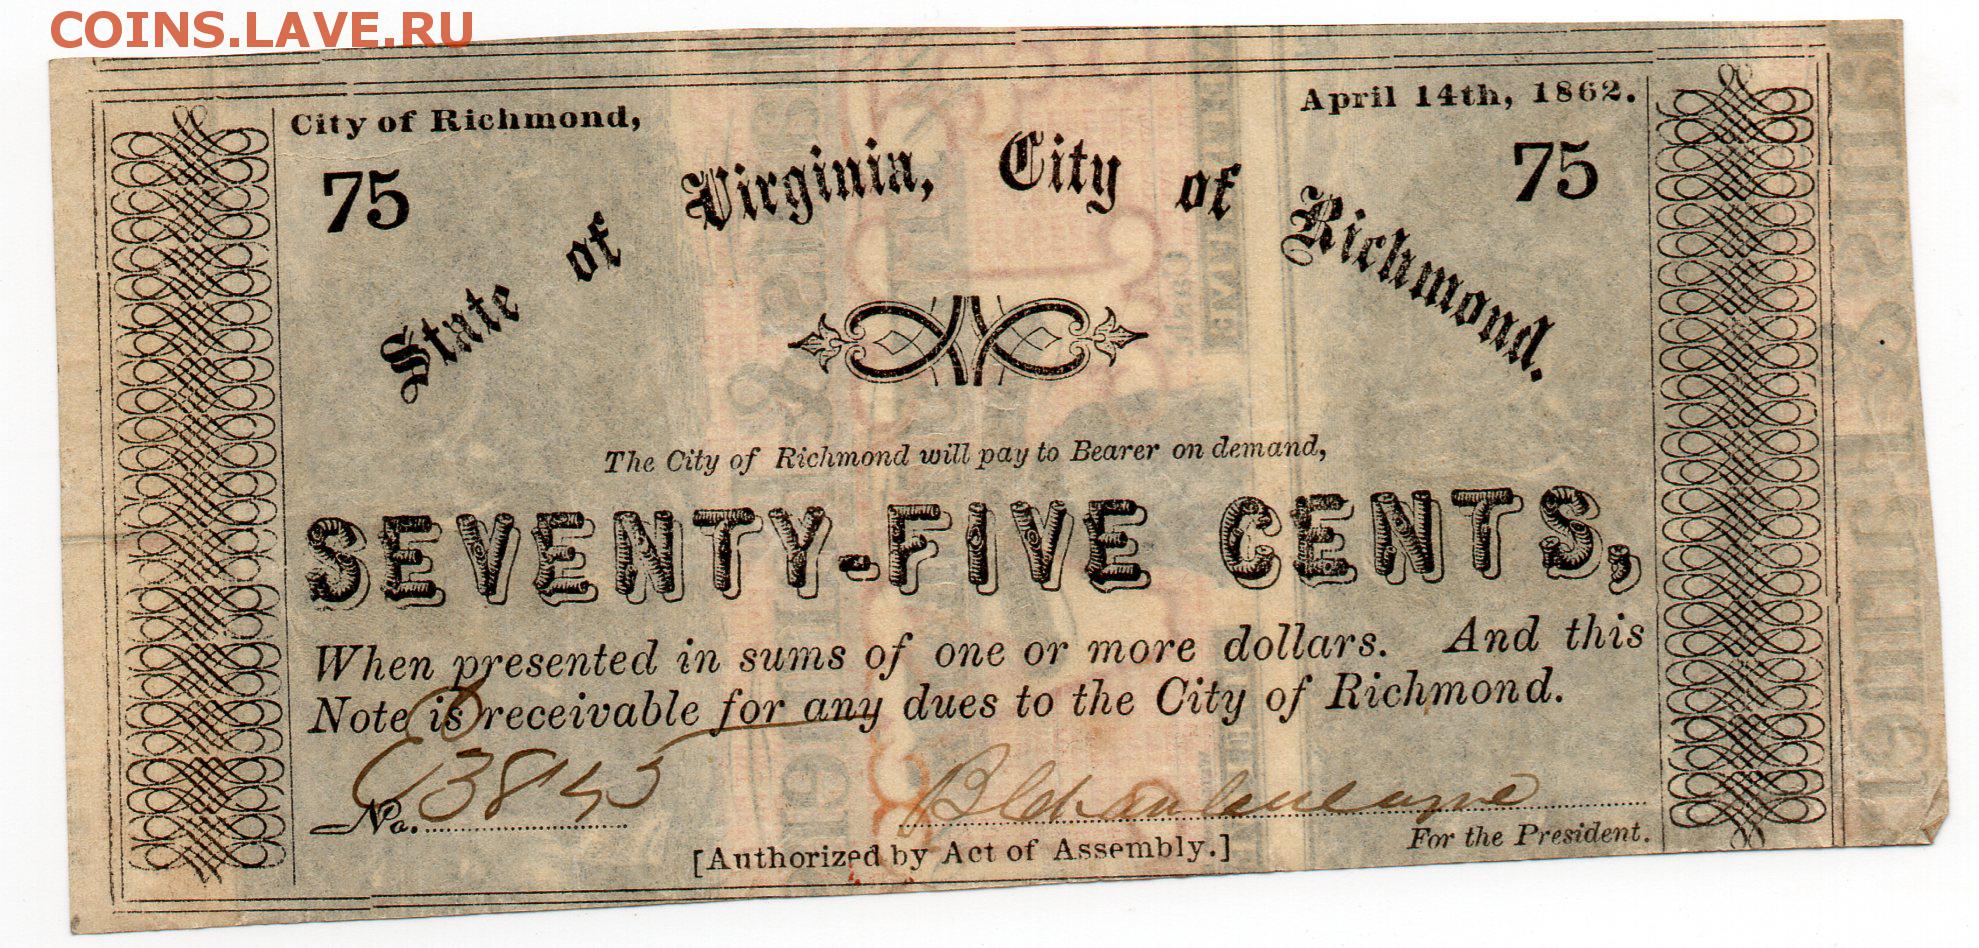 COINS.LAVE.RU
City of Richmond,
April 14th, 1862.
75
75
State of Virginia, City of Richmond.
The City of Richmond will pay to Bearer on demand,
SEVENTY-FIVE CENTS,
When presented in sums of one or more dollars. And this
Note is receivable for any dues to the City of Richmond.
No.
For the President.
[Authorized by Act of Assembly.]